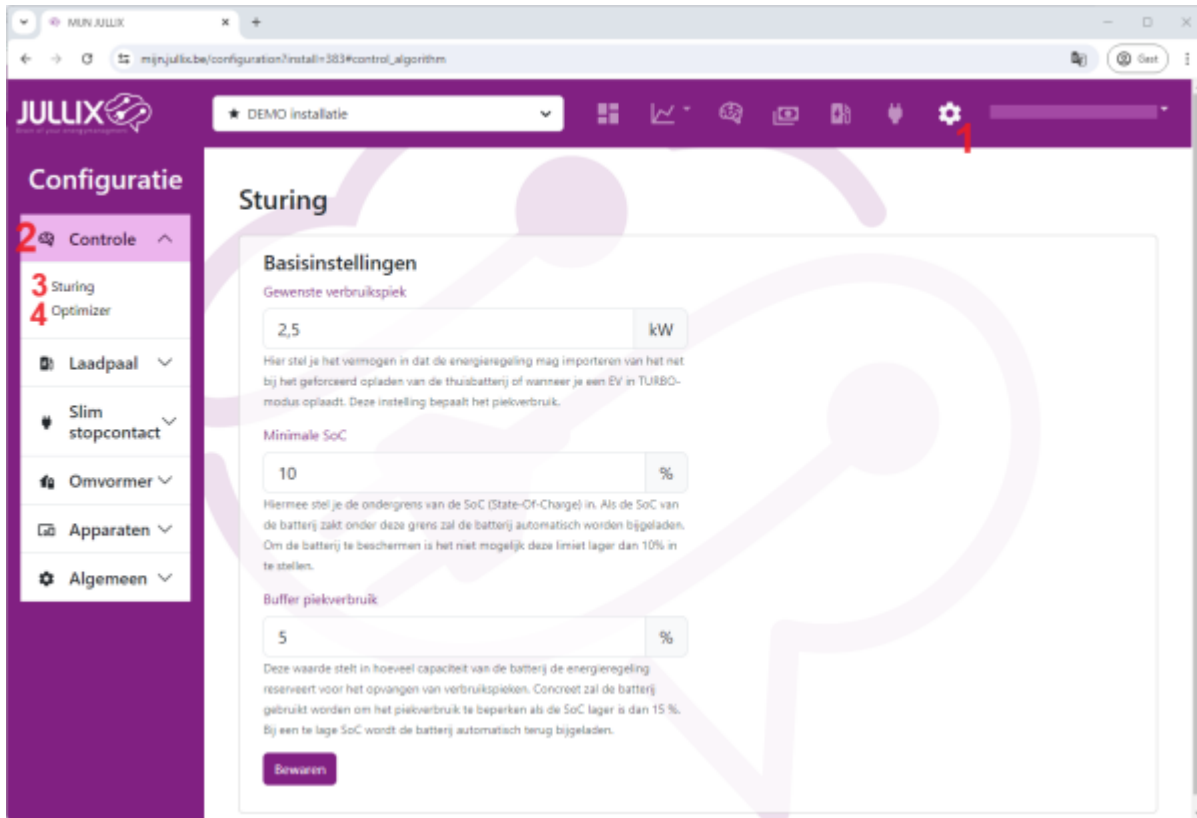 MIJN JULLIX
mijn.jullix.be/configuration?install=383#control_algorithm
Gast
JULLIX
DEMO installatie
1
Configuratie
2 Controle
3 Sturing
4 Optimizer
Laadpaal
Slim
stopcontact
Omvormer
Apparaten
Algemeen
Sturing
Basisinstellingen
Gewenste verbruikspiek
2,5 kW
Hier stel je het vermogen in dat de energieregeling mag importeren van het net
bij het geforceerd opladen van de thuisbatterij of wanneer je een EV in TURBO-
modus oplaadt. Deze instelling bepaalt het piekverbruik.
Minimale SoC
10 %
Hiermee stel je de ondergrens van de SoC (State-Of-Charge) in. Als de SoC van
de batterij zakt onder deze grens zal de batterij automatisch worden bijgeladen.
Om de batterij te beschermen is het niet mogelijk deze limiet lager dan 10% in
te stellen.
Buffer piekverbruik
5 %
Deze waarde stelt in hoeveel capaciteit van de batterij de energieregeling
reserveert voor het opvangen van verbruikspieken. Concreet zal de batterij
gebruikt worden om het piekverbruik te beperken als de SoC lager is dan 15 %.
Bij een te lage SoC wordt de batterij automatisch terug bijgeladen.
Bewaren